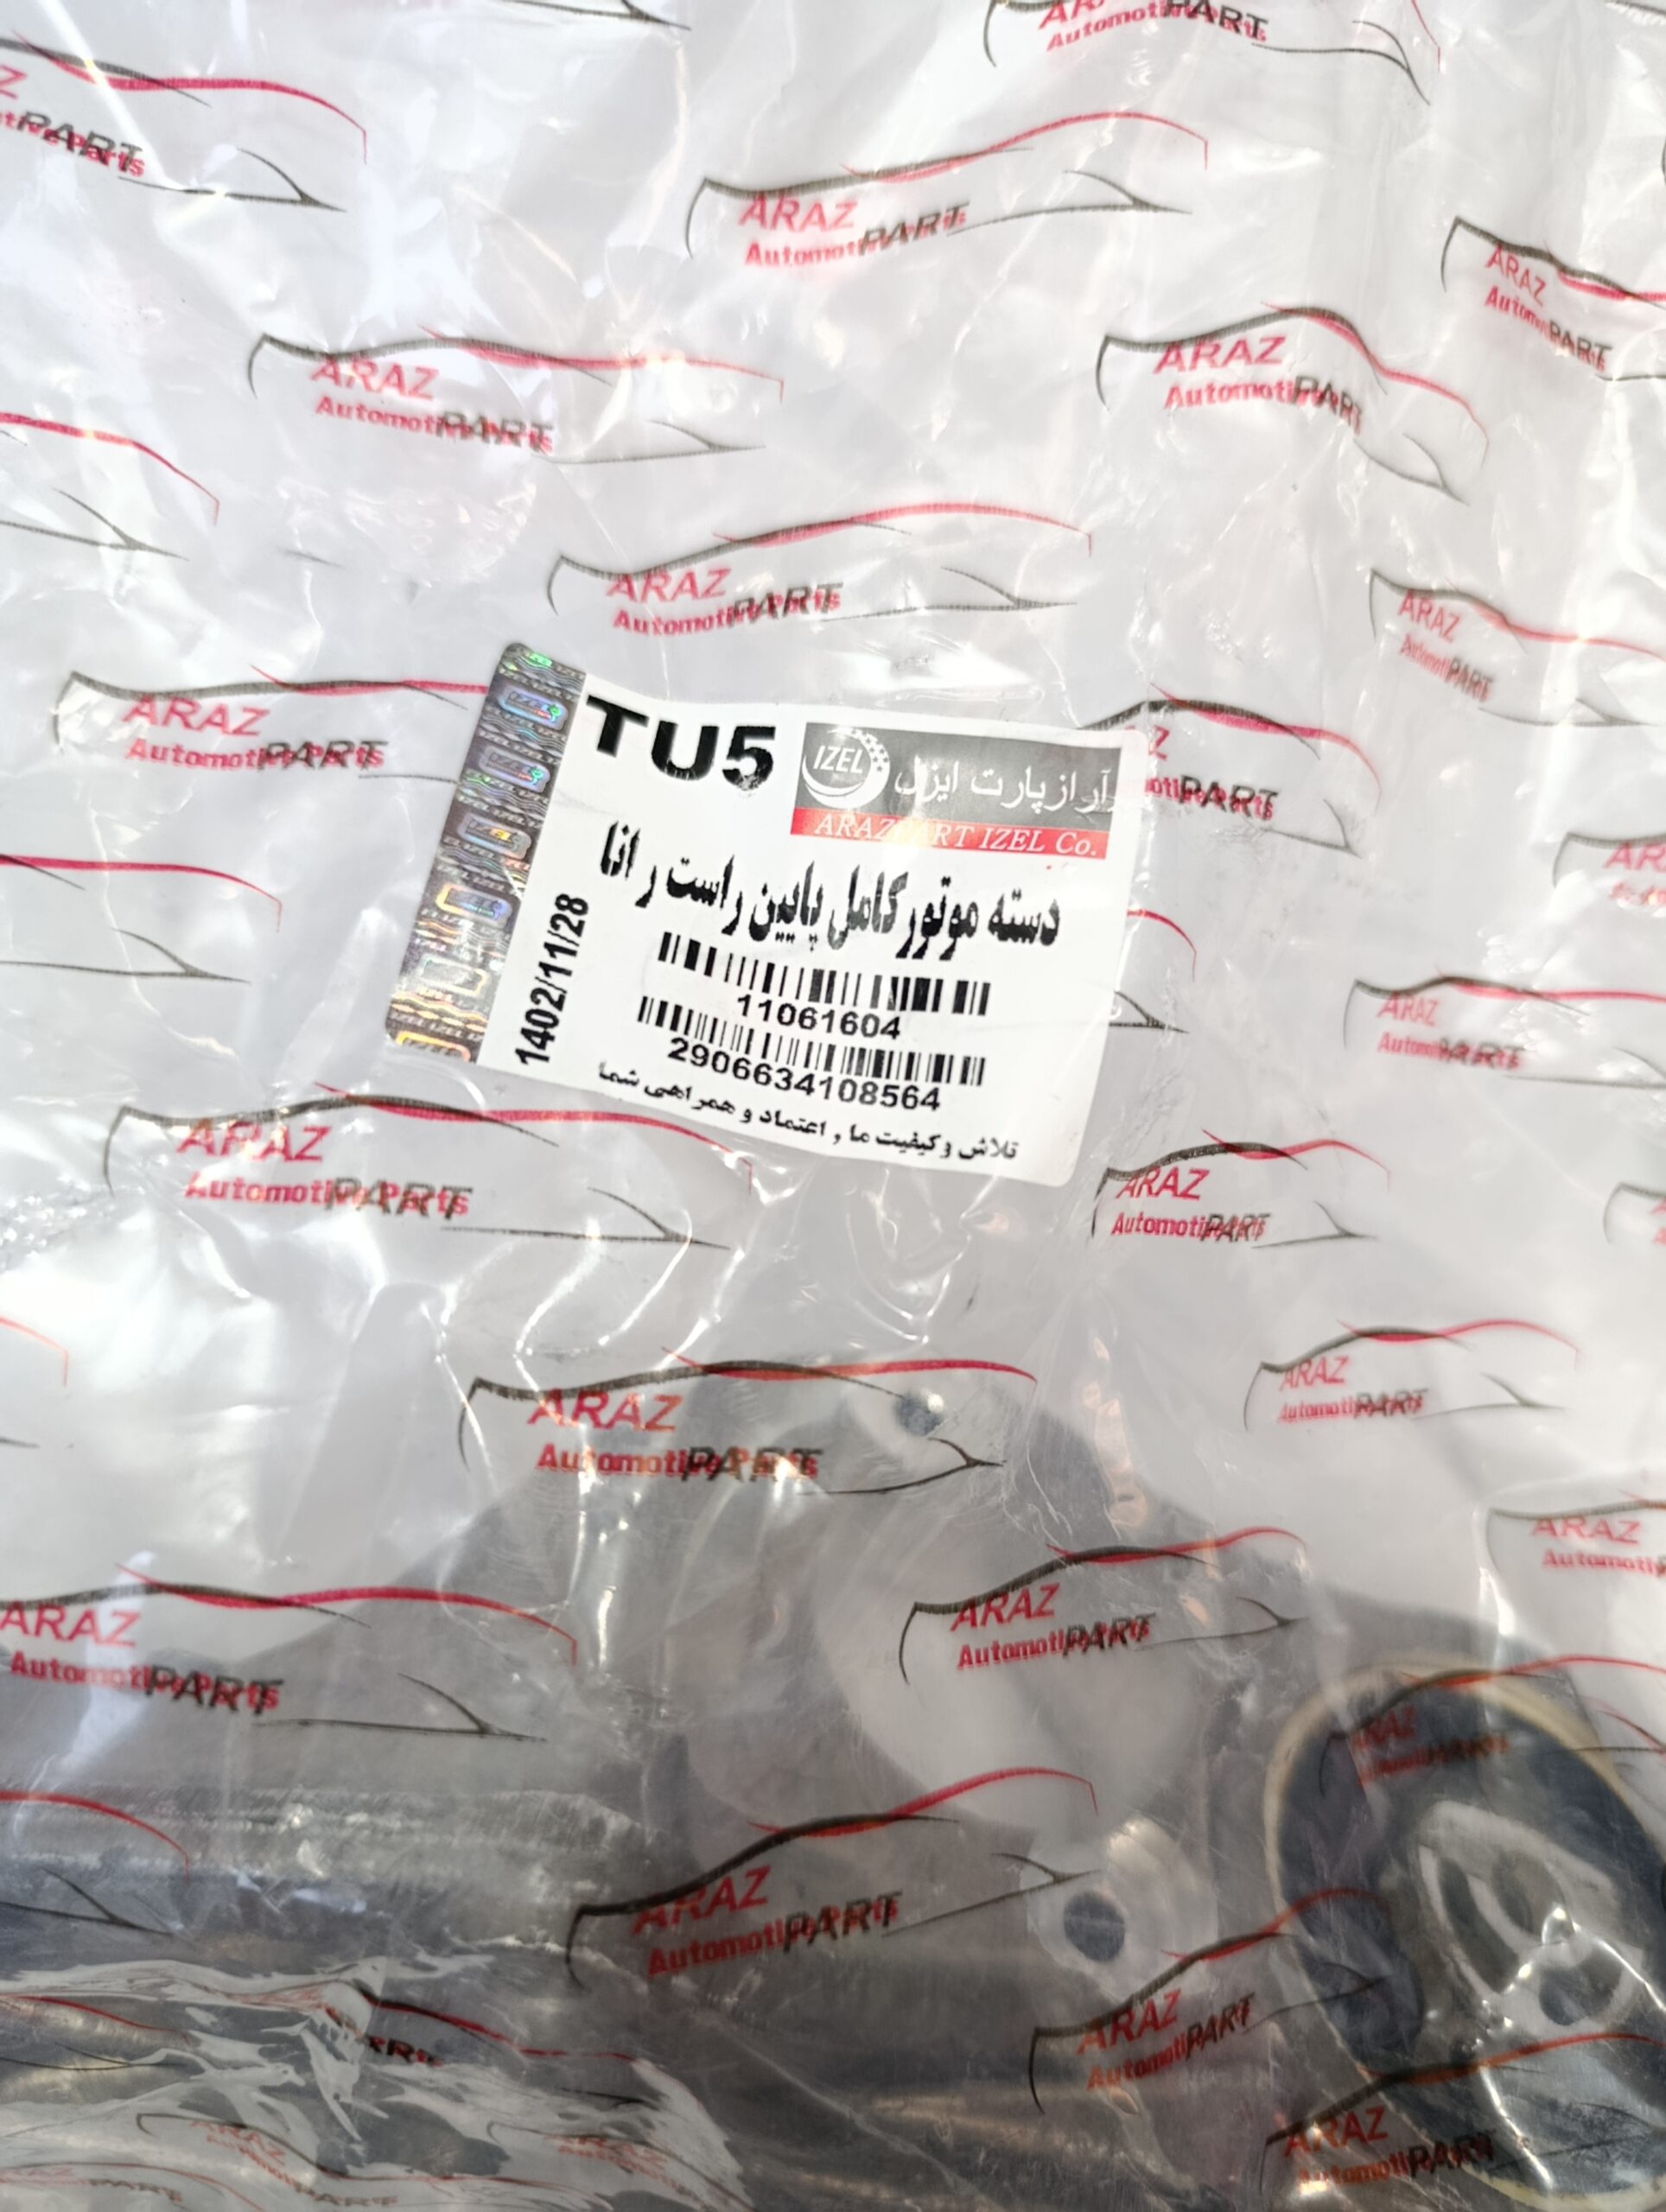 TU5
IZEL
آراز پارت ایزل
ARAZ PART IZEL Co.
دسته موتور کامل پایین راست رانا
11061604
2906634108564
تلاش و کیفیت ما , اعتماد و همراهی شما
1402/11/28
ARAZ
PART
Automotive Parts